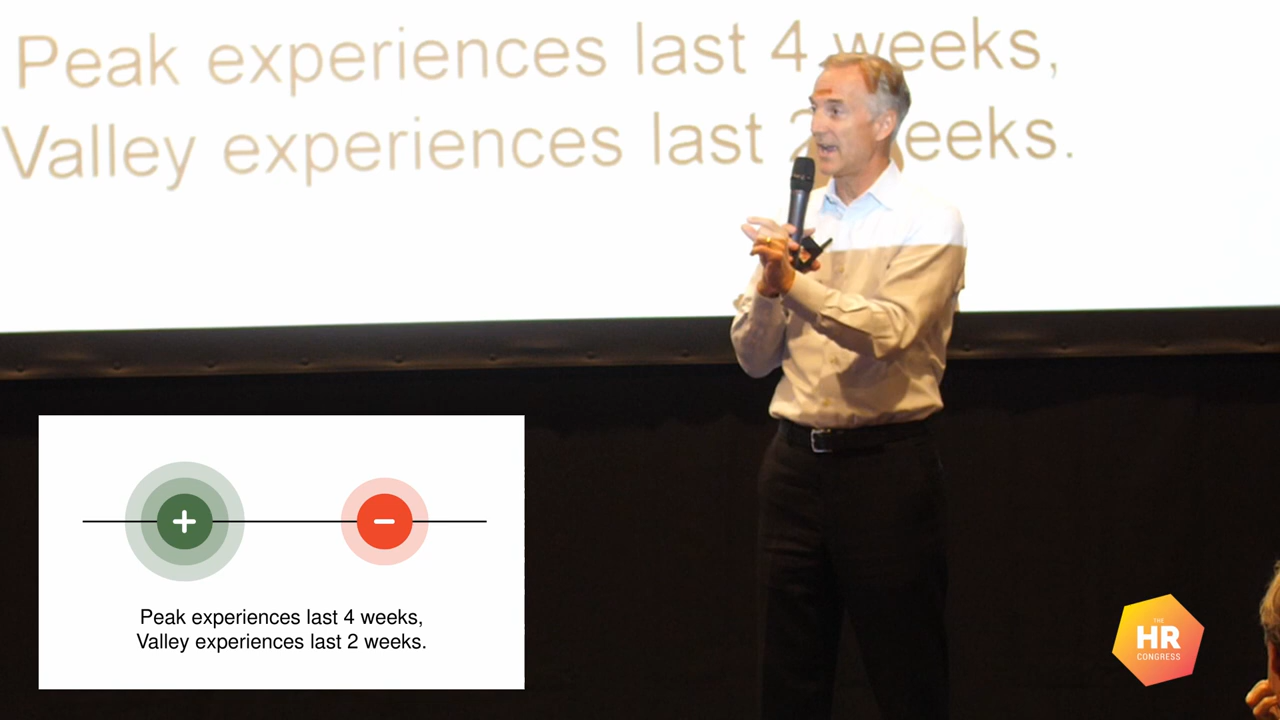 Peak experiences last 4 weeks,
Valley experiences last 2 weeks.
Peak experiences last 4 weeks,
Valley experiences last 2 weeks.
THE
HR
CONGRESS